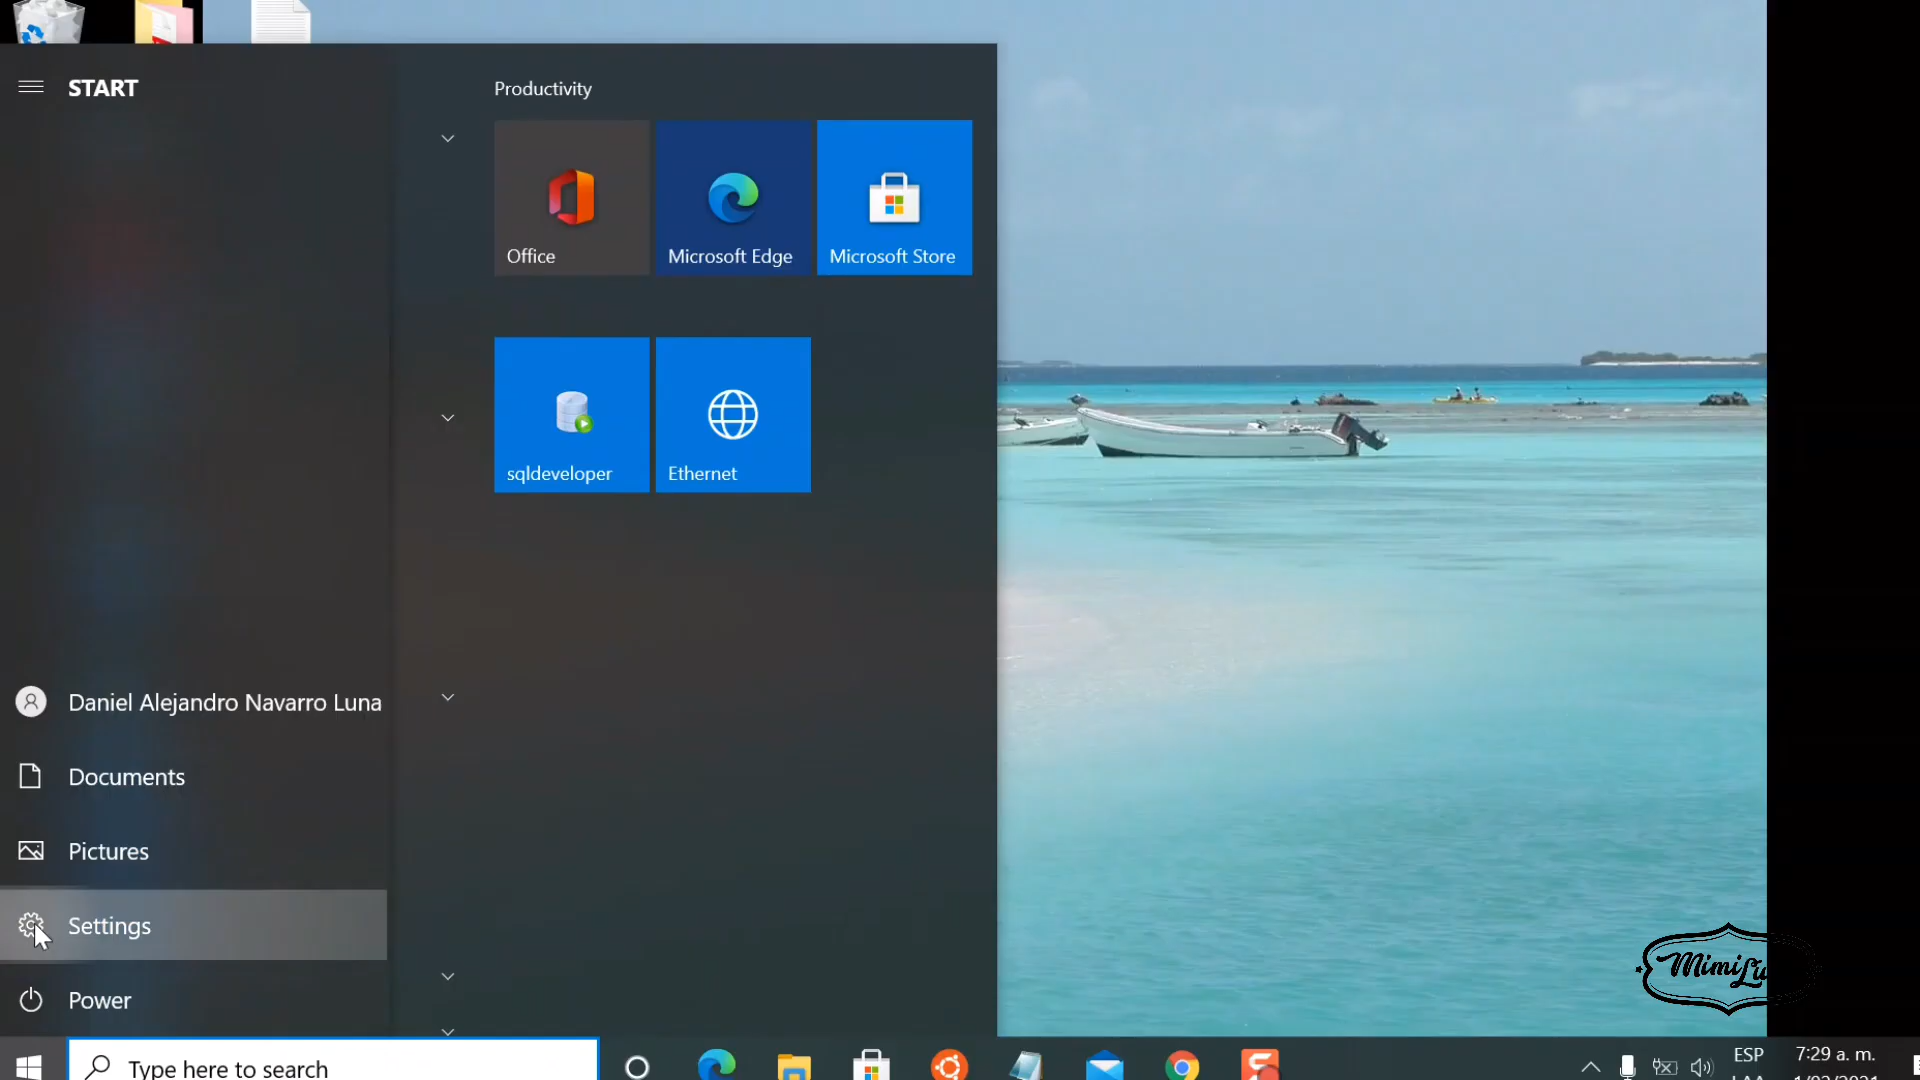 START
Productivity
Office
Microsoft Edge
Microsoft Store
sqldeveloper
Ethernet
Daniel Alejandro Navarro Luna
Documents
Pictures
Settings
Power
Type here to search
ESP
7:29 a. m.